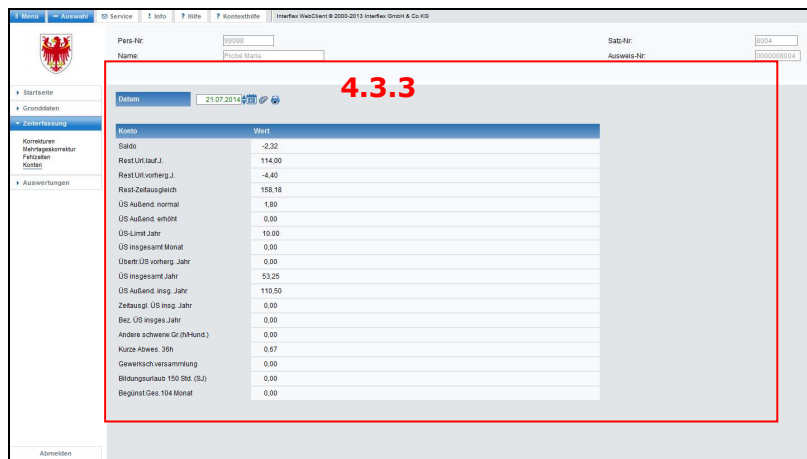 Menü Auswahl Service ! Info ? Hilfe ? Kontexthilfe Interflex WebClient © 2000-2013 Interflex GmbH & Co.KG
Pers-Nr: 99098 Satz-Nr: 8004
Name: Probe Maria Ausweis-Nr: 0000008004
4.3.3
Startseite
Grunddaten
Zeiterfassung
Korrekturen
Mehrtageskorrektur
Fehlzeiten
Konten
Auswertungen
Datum 21.07.2014
Konto Wert
Saldo -2,32
Rest.Url.lauf.J. 114,00
Rest.Url.vorherg.J. -4,40
Rest-Zeitausgleich 158,18
ÜS Außend. normal 1,80
ÜS Außend. erhöht 0,00
ÜS-Limit Jahr 10.00
ÜS insgesamt Monat 0,00
Übertr.ÜS vorherg. Jahr 0,00
ÜS insgesamt Jahr 53,25
ÜS Außend. insg. Jahr 110,50
Zeitausgl. ÜS insg. Jahr 0,00
Bez. ÜS insges.Jahr 0,00
Andere schwerw.Gr.(h/Hund.) 0,00
Kurze Abwes. 36h 0,67
Gewerksch.versammlung 0,00
Bildungsurlaub 150 Std. (SJ) 0,00
Begünst.Ges.104 Monat 0,00
Abmelden